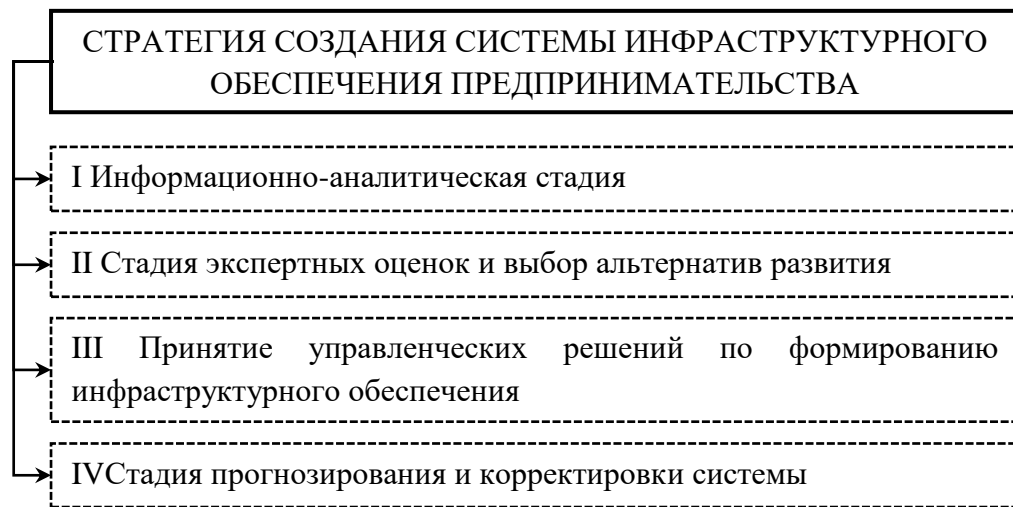 СТРАТЕГИЯ СОЗДАНИЯ СИСТЕМЫ ИНФРАСТРУКТУРНОГО
ОБЕСПЕЧЕНИЯ ПРЕДПРИНИМАТЕЛЬСТВА
I Информационно-аналитическая стадия
II Стадия экспертных оценок и выбор альтернатив развития
III Принятие управленческих решений по формированию
инфраструктурного обеспечения
IVСтадия прогнозирования и корректировки системы